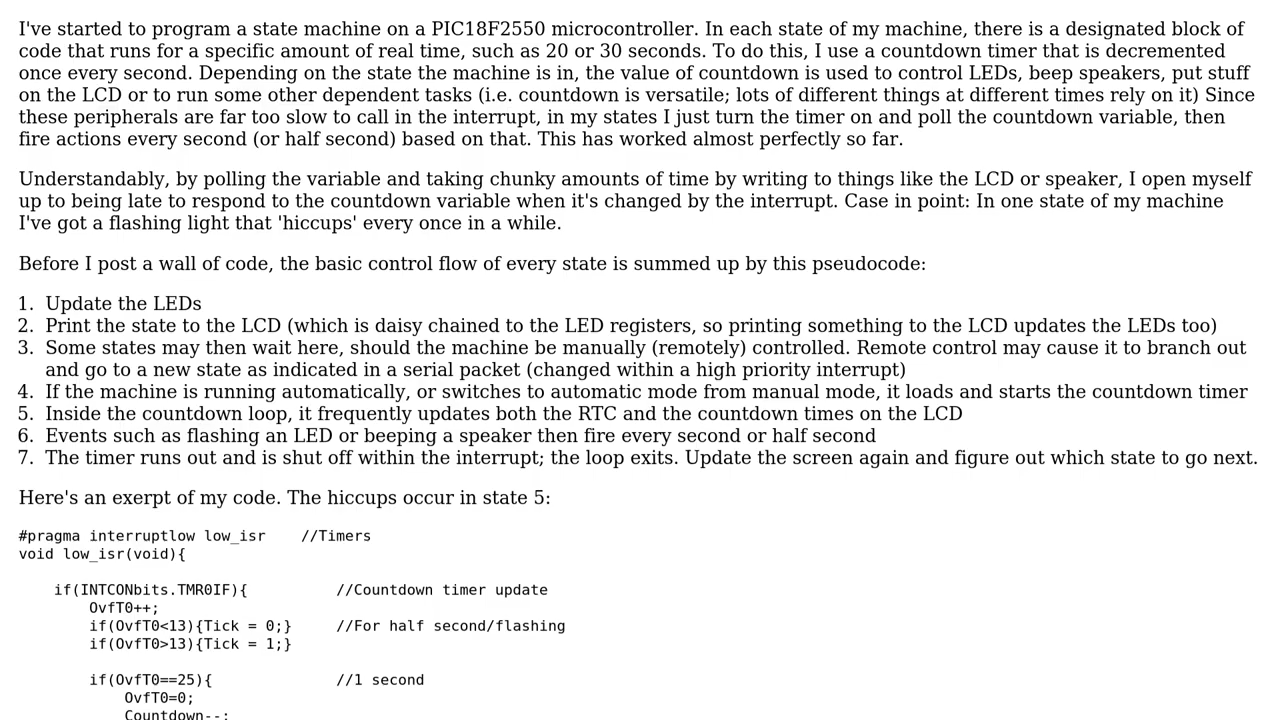 I've started to program a state machine on a PIC18F2550 microcontroller. In each state of my machine, there is a designated block of
code that runs for a specific amount of real time, such as 20 or 30 seconds. To do this, I use a countdown timer that is decremented
once every second. Depending on the state the machine is in, the value of countdown is used to control LEDs, beep speakers, put stuff
on the LCD or to run some other dependent tasks (i.e. countdown is versatile; lots of different things at different times rely on it) Since
these peripherals are far too slow to call in the interrupt, in my states I just turn the timer on and poll the countdown variable, then
fire actions every second (or half second) based on that. This has worked almost perfectly so far.
Understandably, by polling the variable and taking chunky amounts of time by writing to things like the LCD or speaker, I open myself
up to being late to respond to the countdown variable when it's changed by the interrupt. Case in point: In one state of my machine
I've got a flashing light that 'hiccups' every once in a while.
Before I post a wall of code, the basic control flow of every state is summed up by this pseudocode:
1. Update the LEDs
2. Print the state to the LCD (which is daisy chained to the LED registers, so printing something to the LCD updates the LEDs too)
3. Some states may then wait here, should the machine be manually (remotely) controlled. Remote control may cause it to branch out
and go to a new state as indicated in a serial packet (changed within a high priority interrupt)
4. If the machine is running automatically, or switches to automatic mode from manual mode, it loads and starts the countdown timer
5. Inside the countdown loop, it frequently updates both the RTC and the countdown times on the LCD
6. Events such as flashing an LED or beeping a speaker then fire every second or half second
7. The timer runs out and is shut off within the interrupt; the loop exits. Update the screen again and figure out which state to go next.
Here's an exerpt of my code. The hiccups occur in state 5:
#pragma interruptlow low_isr    //Timers
void low_isr(void){
    if(INTCONbits.TMR0IF){          //Countdown timer update
        OvfT0++;
        if(OvfT0<13){Tick = 0;}     //For half second/flashing
        if(OvfT0>13){Tick = 1;}
        if(OvfT0==25){              //1 second
            OvfT0=0;
            Countdown--;